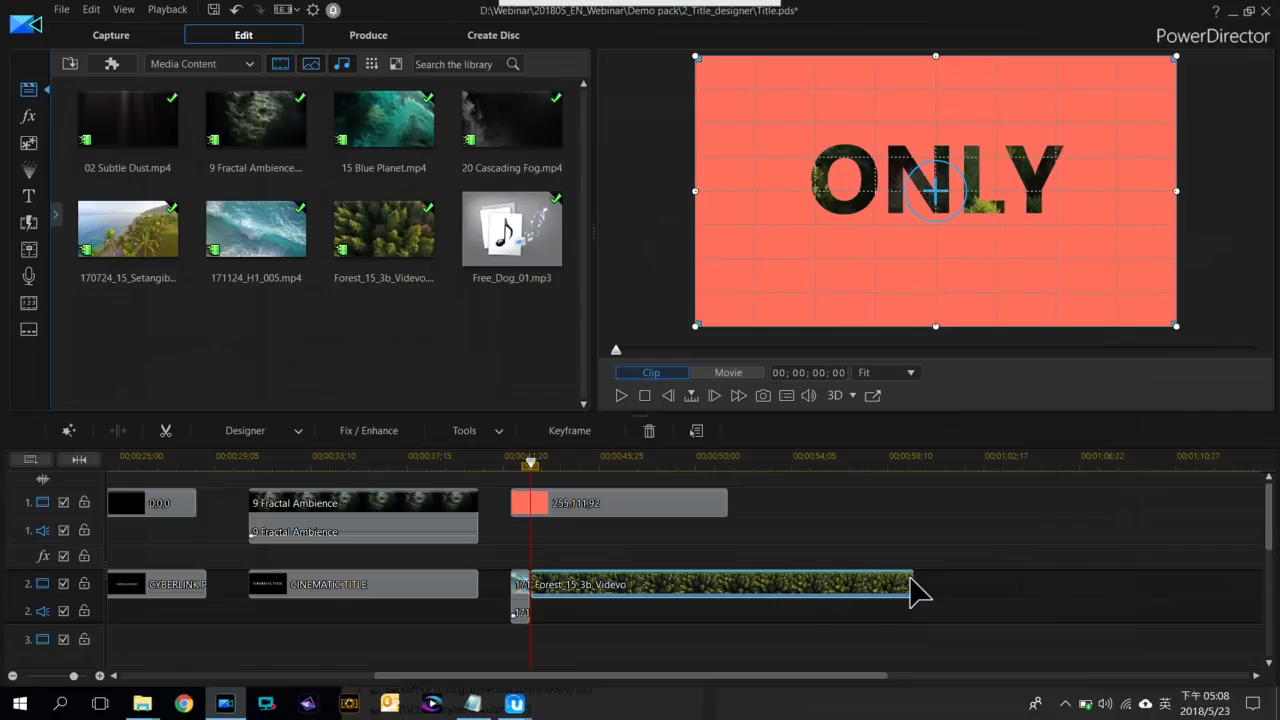 File Edit View Playback
D:\Webinar\201805_EN_Webinar\Demo pack\2_Title_designer\Title.pds*
Capture Edit Produce Create Disc
PowerDirector
Media Content
Search the library
02 Subtle Dust.mp4
9 Fractal Ambience...
15 Blue Planet.mp4
20 Cascading Fog.mp4
170724_15_Setangib...
171124_H1_005.mp4
Forest_15_3b_Videvo....
Free_Dog_01.mp3
ONLY
Clip Movie 00; 00; 00; 00 Fit
3D
Designer Fix / Enhance Tools Keyframe
00;00;25;00 00;00;29;05 00;00;33;10 00;00;37;15 00;00;41;20 00;00;45;25 00;00;50;00 00;00;54;05 00;00;58;10 00;01;02;17 00;01;06;22 00;01;10;27
1. 0,0,0 9 Fractal Ambience 255,111,92
1. 9 Fractal Ambience
fx
2. CYBERLINK P CINEMATIC TITLE 171 Forest_15_3b_Videvo
2. 171
3.
英
下午 05:08
2018/5/23